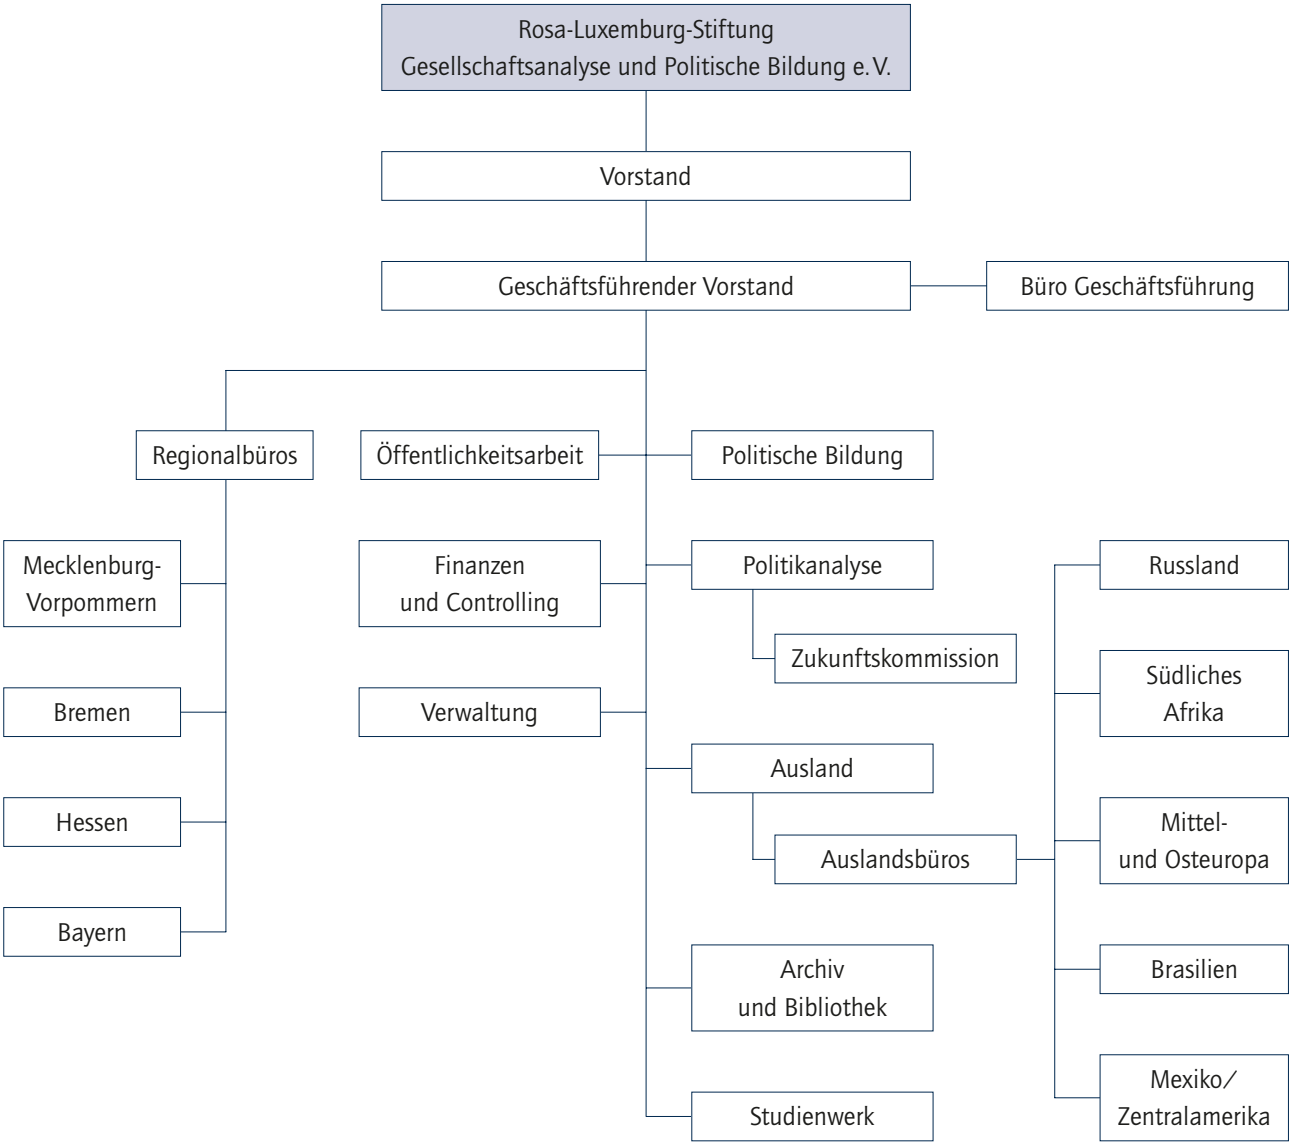 Rosa-Luxemburg-Stiftung
Gesellschaftsanalyse und Politische Bildung e. V.
Vorstand
Geschäftsführender Vorstand
Büro Geschäftsführung
Regionalbüros
Mecklenburg-
Vorpommern
Bremen
Hessen
Bayern
Öffentlichkeitsarbeit
Finanzen
und Controlling
Verwaltung
Politische Bildung
Politikanalyse
Zukunftskommission
Ausland
Auslandsbüros
Archiv
und Bibliothek
Studienwerk
Russland
Südliches
Afrika
Mittel-
und Osteuropa
Brasilien
Mexiko/
Zentralamerika